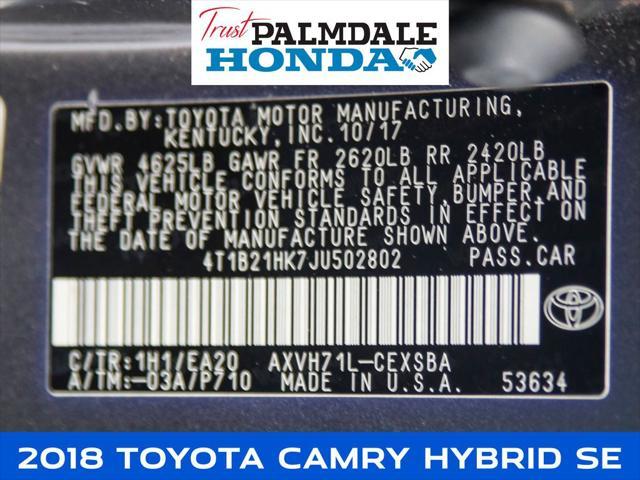 Trust
PALMDALE
HONDA
MFD.BY:TOYOTA MOTOR MANUFACTURING,
KENTUCKY,INC.10/17
GVWR 4625LB GAWR FR 2620LB RR 2420LB
THIS VEHICLE CONFORMS TO ALL APPLICABLE
FEDERAL MOTOR VEHICLE SAFETY,BUMPER,AND
THEFT PREVENTION STANDARDS IN EFFECT ON
THE DATE OF MANUFACTURE SHOWN ABOVE.
4T1B21HK7JU502802 PASS.CAR
C/TR:1H1/EA20 AXVH71L-CEXSBA
A/TM:-03A/P710 MADE IN U.S.A. 53634
2018 TOYOTA CAMRY HYBRID SE